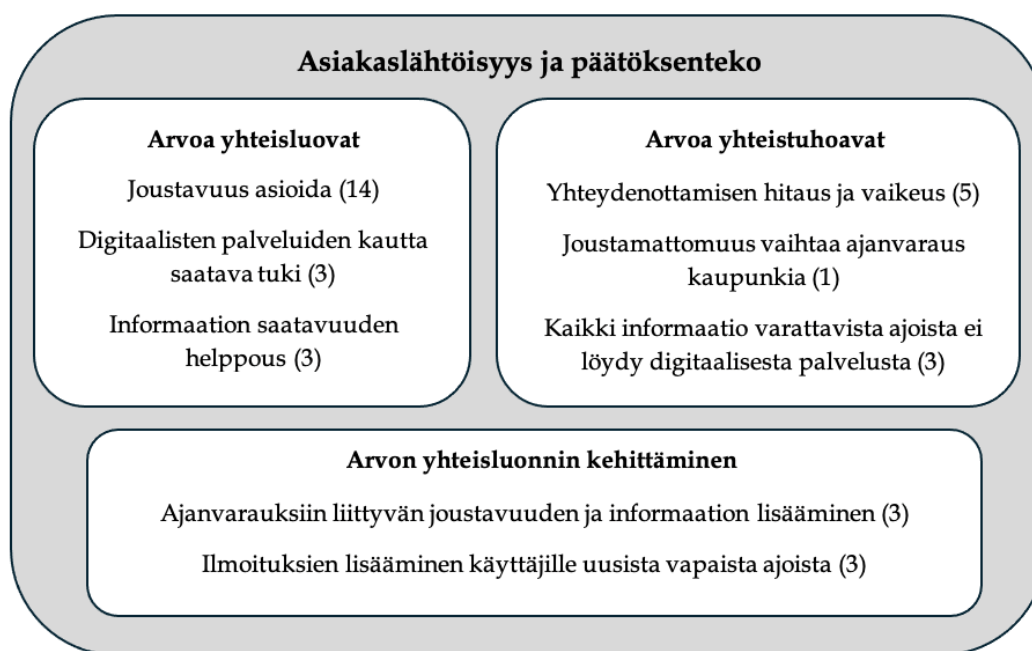 Asiakaslähtöisyys ja päätöksenteko
Arvoa yhteisluovat
Joustavuus asioida (14)
Digitaalisten palveluiden kautta
saatava tuki (3)
Informaation saatavuuden
helppous (3)
Arvoa yhteistuhoavat
Yhteydenottamisen hitaus ja vaikeus (5)
Joustamattomuus vaihtaa ajanvaraus
kaupunkia (1)
Kaikki informaatio varattavista ajoista ei
löydy digitaalisesta palvelusta (3)
Arvon yhteisluonnin kehittäminen
Ajanvarauksiin liittyvän joustavuuden ja informaation lisääminen (3)
Ilmoituksien lisääminen käyttäjille uusista vapaista ajoista (3)